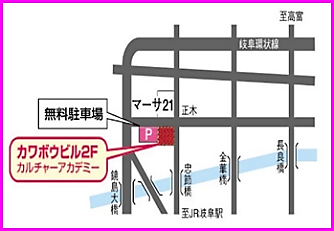 至高富
岐阜環状線
マーサ21
正木
無料駐車場
P
カワボウビル2F
カルチャーアカデミー
鏡島大橋
忠節橋
金華橋
長良橋
至JR岐阜駅